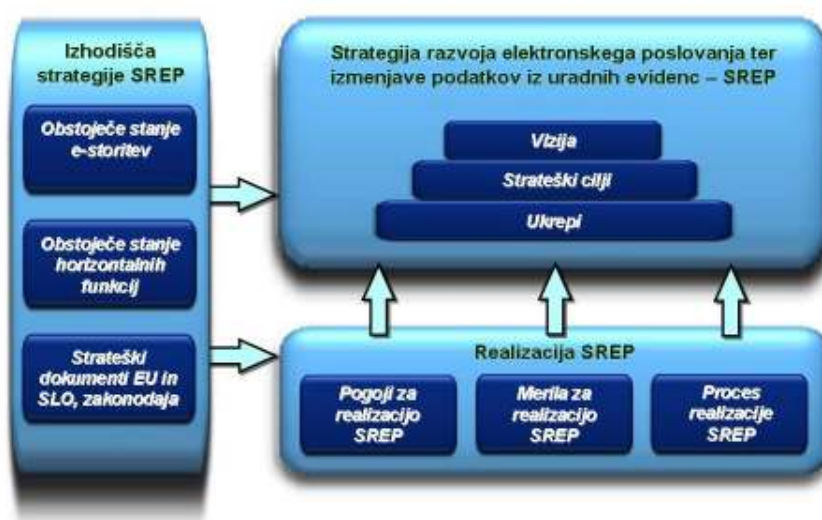 Izhodišča
strategije SREP
Obstoječe stanje
e-storitev
Obstoječe stanje
horizontalnih
funkcij
Strateški
dokumenti EU in
SLO, zakonodaja
Strategija razvoja elektronskega poslovanja ter
izmenjave podatkov iz uradnih evidenc – SREP
Vizija
Strateški cilji
Ukrepi
Realizacija SREP
Pogoji za
realizacijo
SREP
Merila za
realizacijo
SREP
Proces
realizacije
SREP